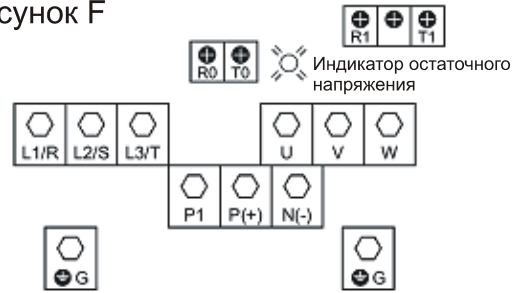 сунок F
R1 T1
R0 T0
Индикатор остаточного
напряжения
L1/R L2/S L3/T U V W
P1 P(+) N(-)
G G